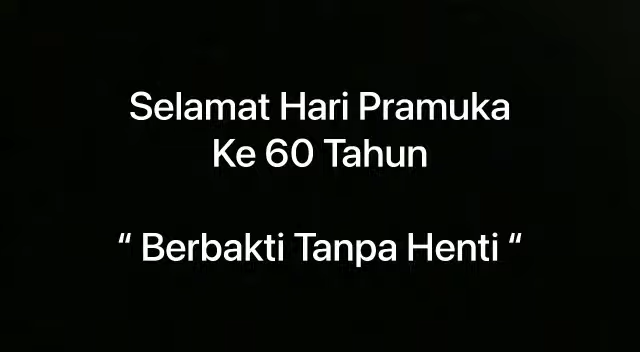 Selamat Hari Pramuka
Ke 60 Tahun
“ Berbakti Tanpa Henti “